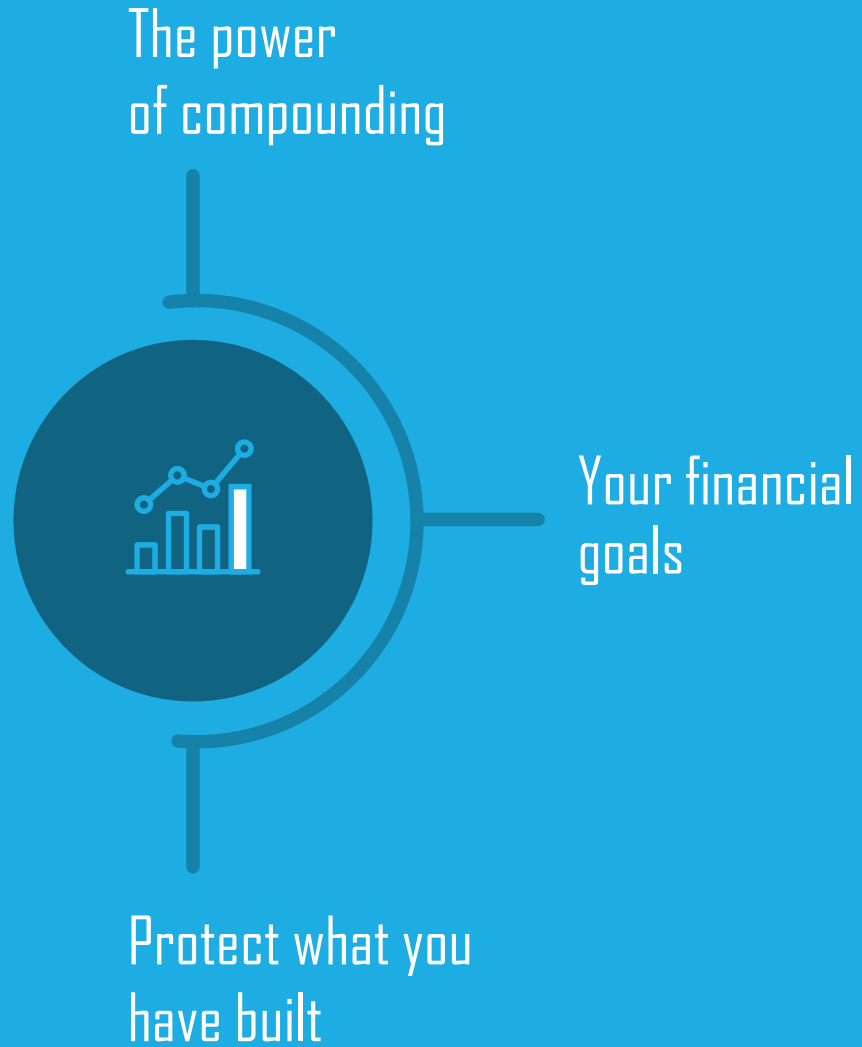 The power
of compounding
Your financial
goals
Protect what you
have built